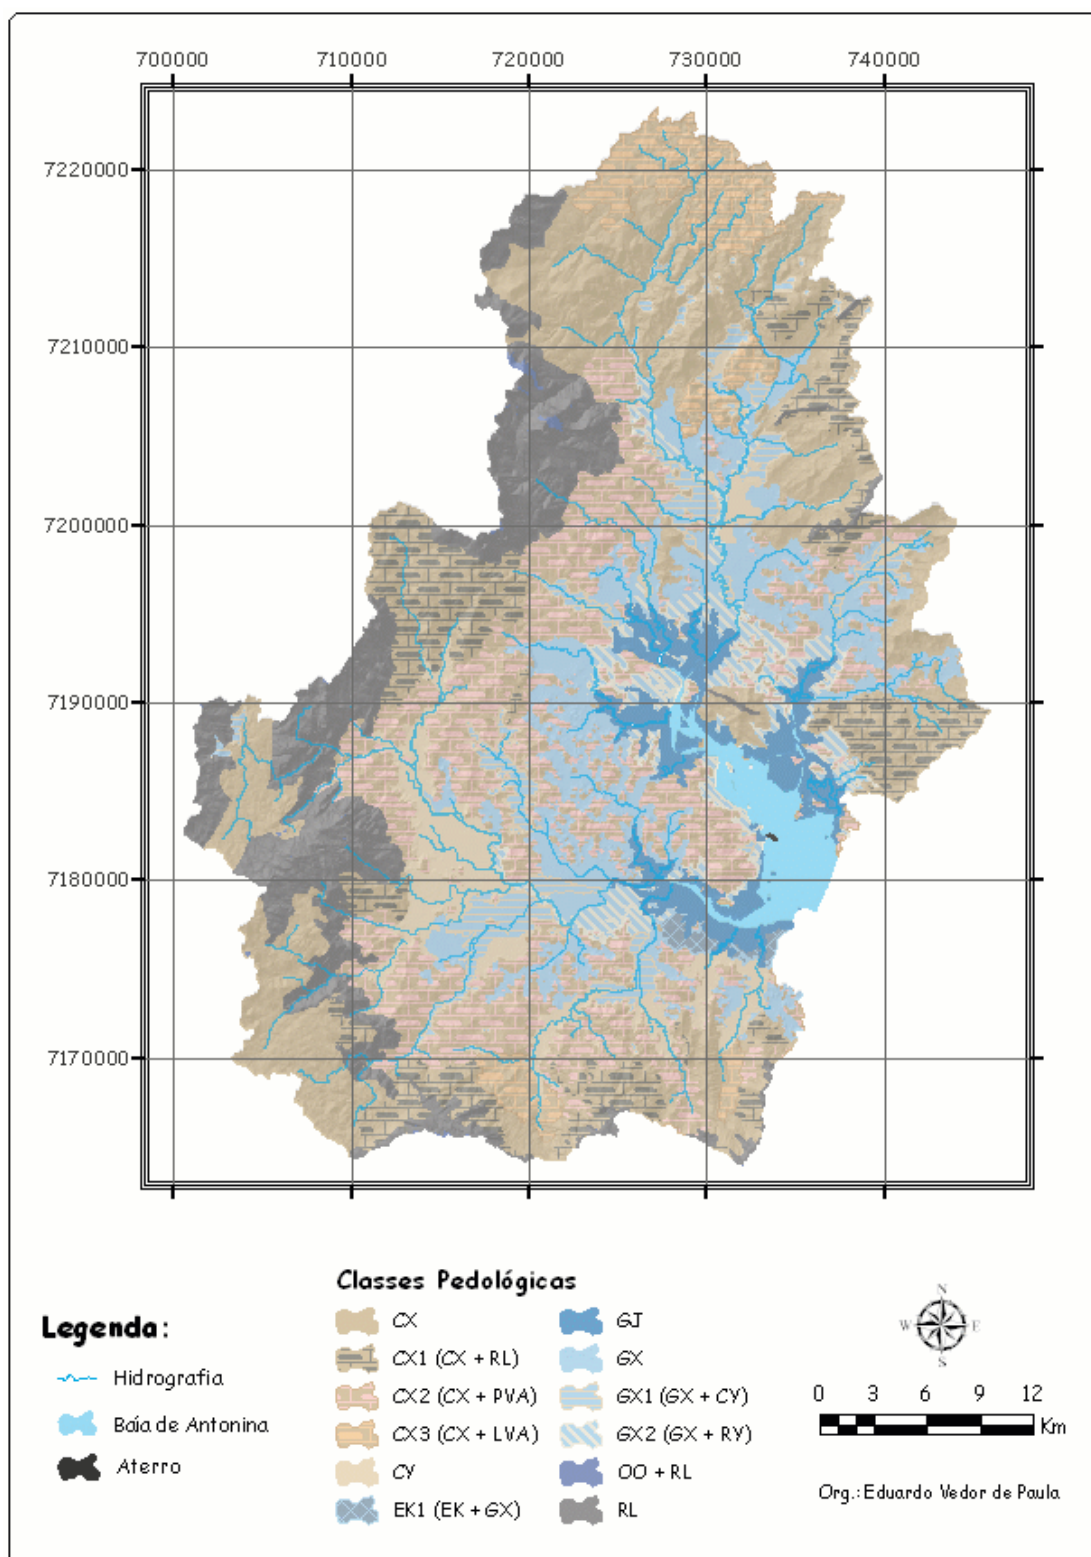 700000 710000 720000 730000 740000
7220000
7210000
7200000
7190000
7180000
7170000
Legenda:
Hidrografia
Baía de Antonina
Aterro
Classes Pedológicas
CX
CX1 (CX + RL)
CX2 (CX + PVA)
CX3 (CX + LVA)
CY
EK1 (EK + GX)
GJ
GX
GX1 (GX + CY)
GX2 (GX + RY)
OO + RL
RL
N
W E
S
0 3 6 9 12
Km
Org.: Eduardo Vedor de Paula